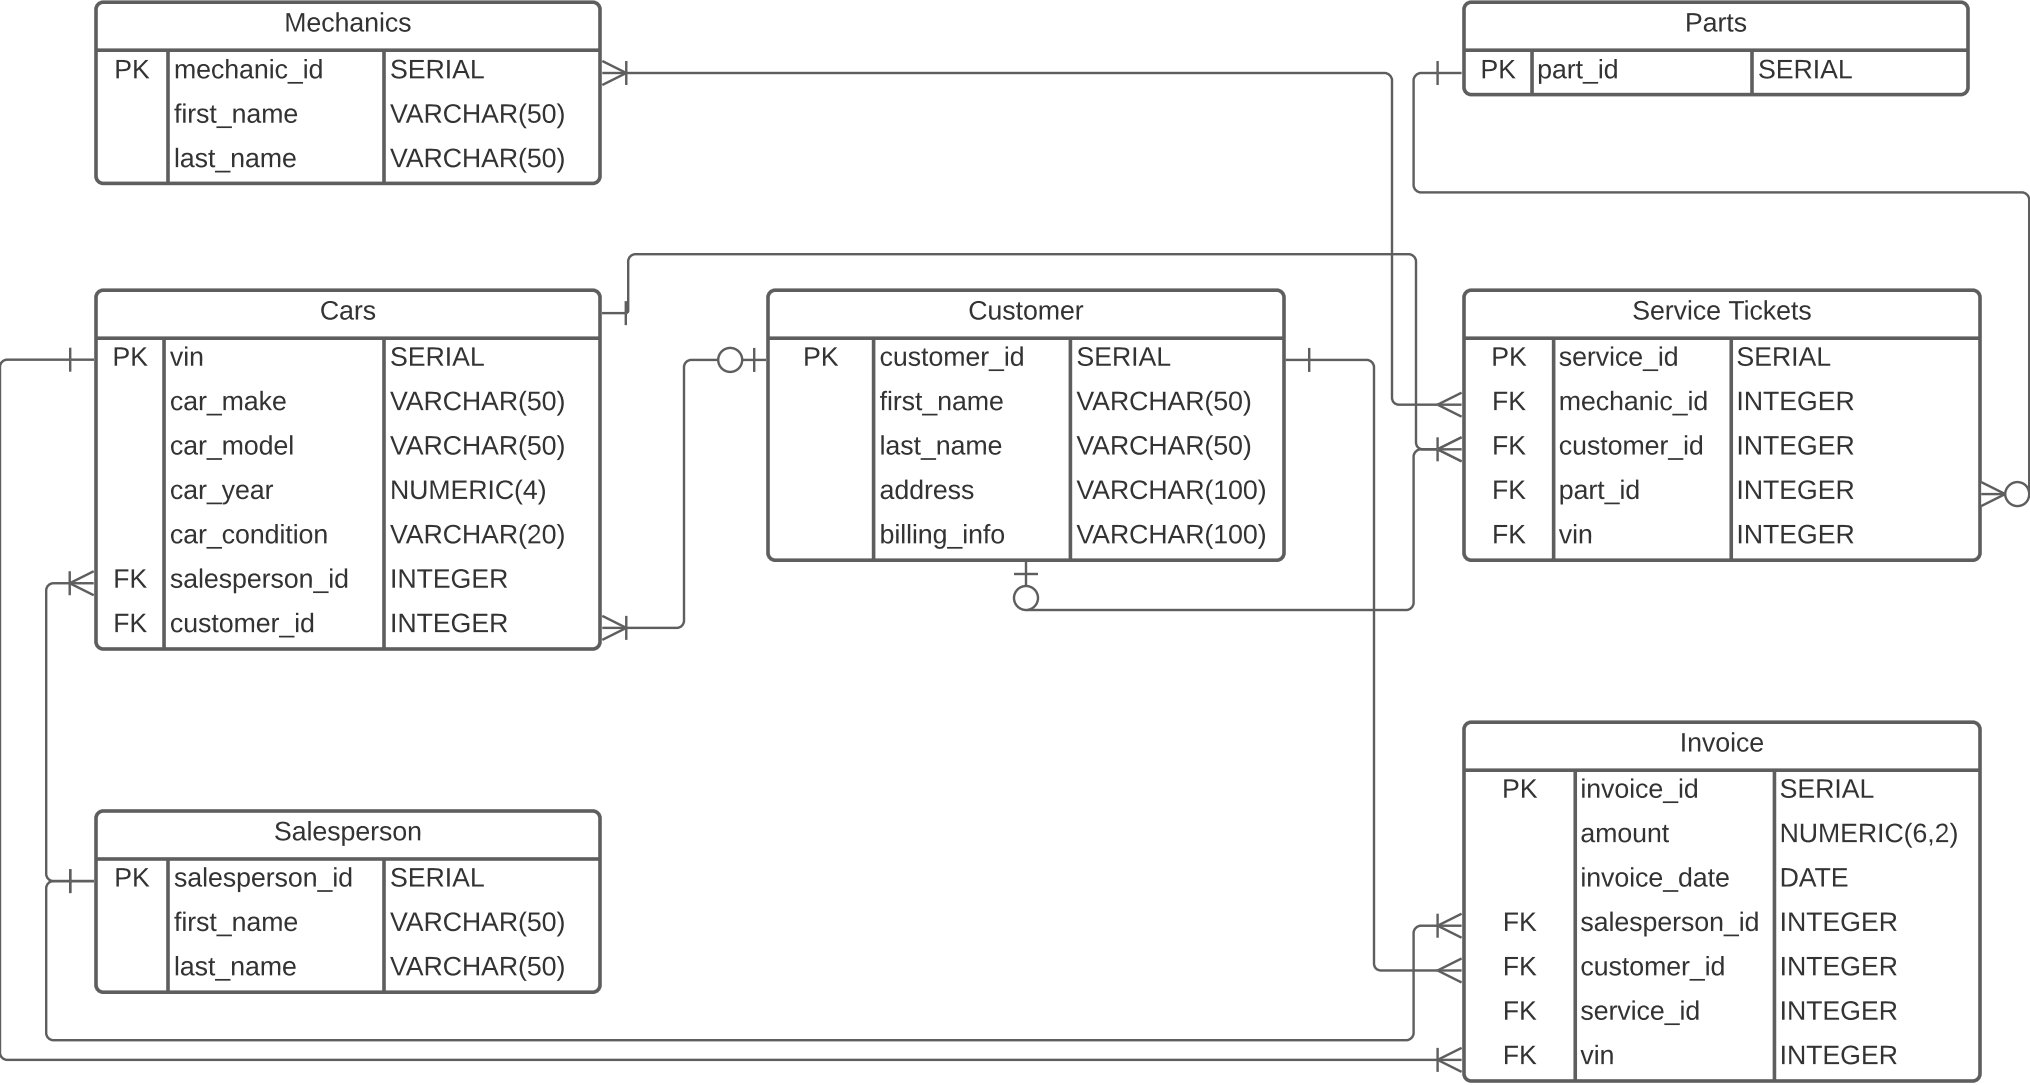 Mechanics
PK mechanic_id SERIAL
first_name VARCHAR(50)
last_name VARCHAR(50)
Parts
PK part_id SERIAL
Cars
PK vin SERIAL
car_make VARCHAR(50)
car_model VARCHAR(50)
car_year NUMERIC(4)
car_condition VARCHAR(20)
FK salesperson_id INTEGER
FK customer_id INTEGER
Customer
PK customer_id SERIAL
first_name VARCHAR(50)
last_name VARCHAR(50)
address VARCHAR(100)
billing_info VARCHAR(100)
Service Tickets
PK service_id SERIAL
FK mechanic_id INTEGER
FK customer_id INTEGER
FK part_id INTEGER
FK vin INTEGER
Salesperson
PK salesperson_id SERIAL
first_name VARCHAR(50)
last_name VARCHAR(50)
Invoice
PK invoice_id SERIAL
amount NUMERIC(6,2)
invoice_date DATE
FK salesperson_id INTEGER
FK customer_id INTEGER
FK service_id INTEGER
FK vin INTEGER